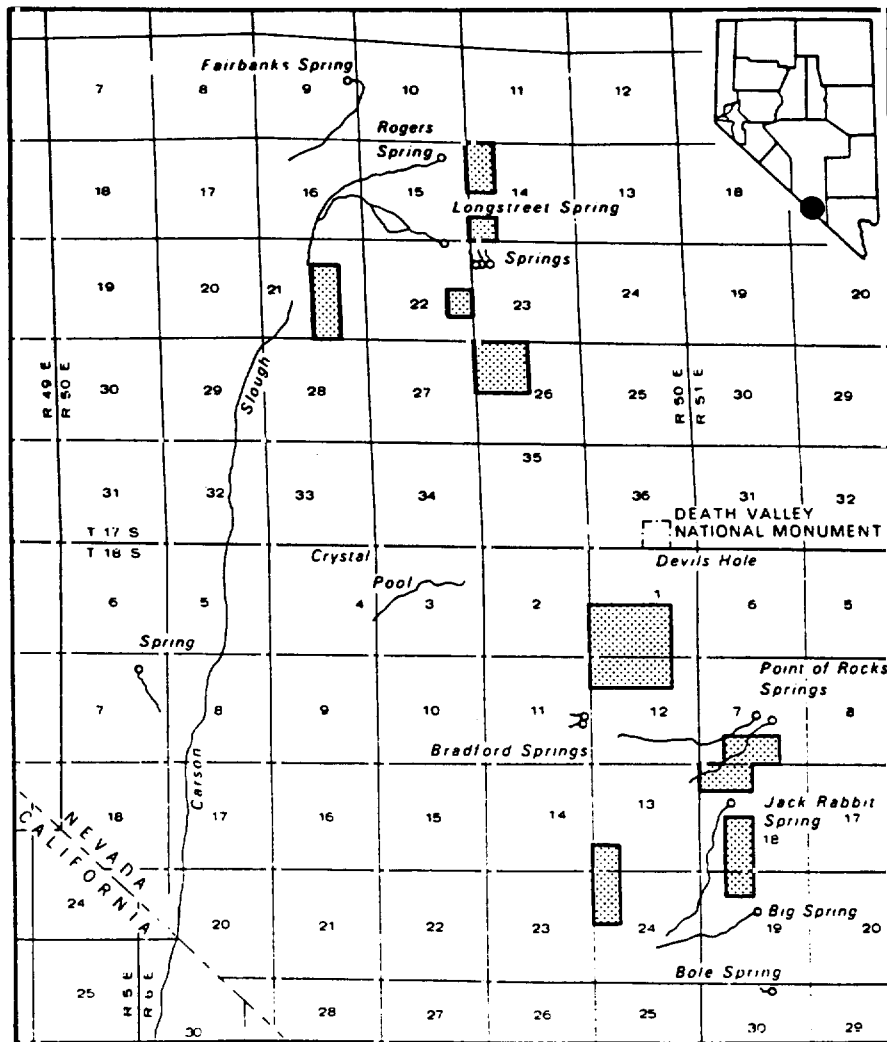 Fairbanks Spring
7 8 9 10 11 12
Rogers
Spring
18 17 16 15 14 13 18
Longstreet Spring
Springs
19 20 21 22 23 24 19 20
R 49 E
R 50 E
Slough
R 50 E
R 51 E
30 29 28 27 26 25 30 29
35
31 32 33 34 36 31 32
DEATH VALLEY
NATIONAL MONUMENT
T 17 S
T 18 S
Crystal
Pool
Devils Hole
6 5 4 3 2 1 6 5
Spring
Point of Rocks
Springs
7 8 9 10 11 12 7 8
Bradford Springs
Carson
Jack Rabbit
Spring
18 17 16 15 14 13 18 17
NEVADA
CALIFORNIA
24 20 21 22 23 24 19 20
Big Spring
Bole Spring
25 28 27 26 25
R 5 E
R 6 E
30 30 29